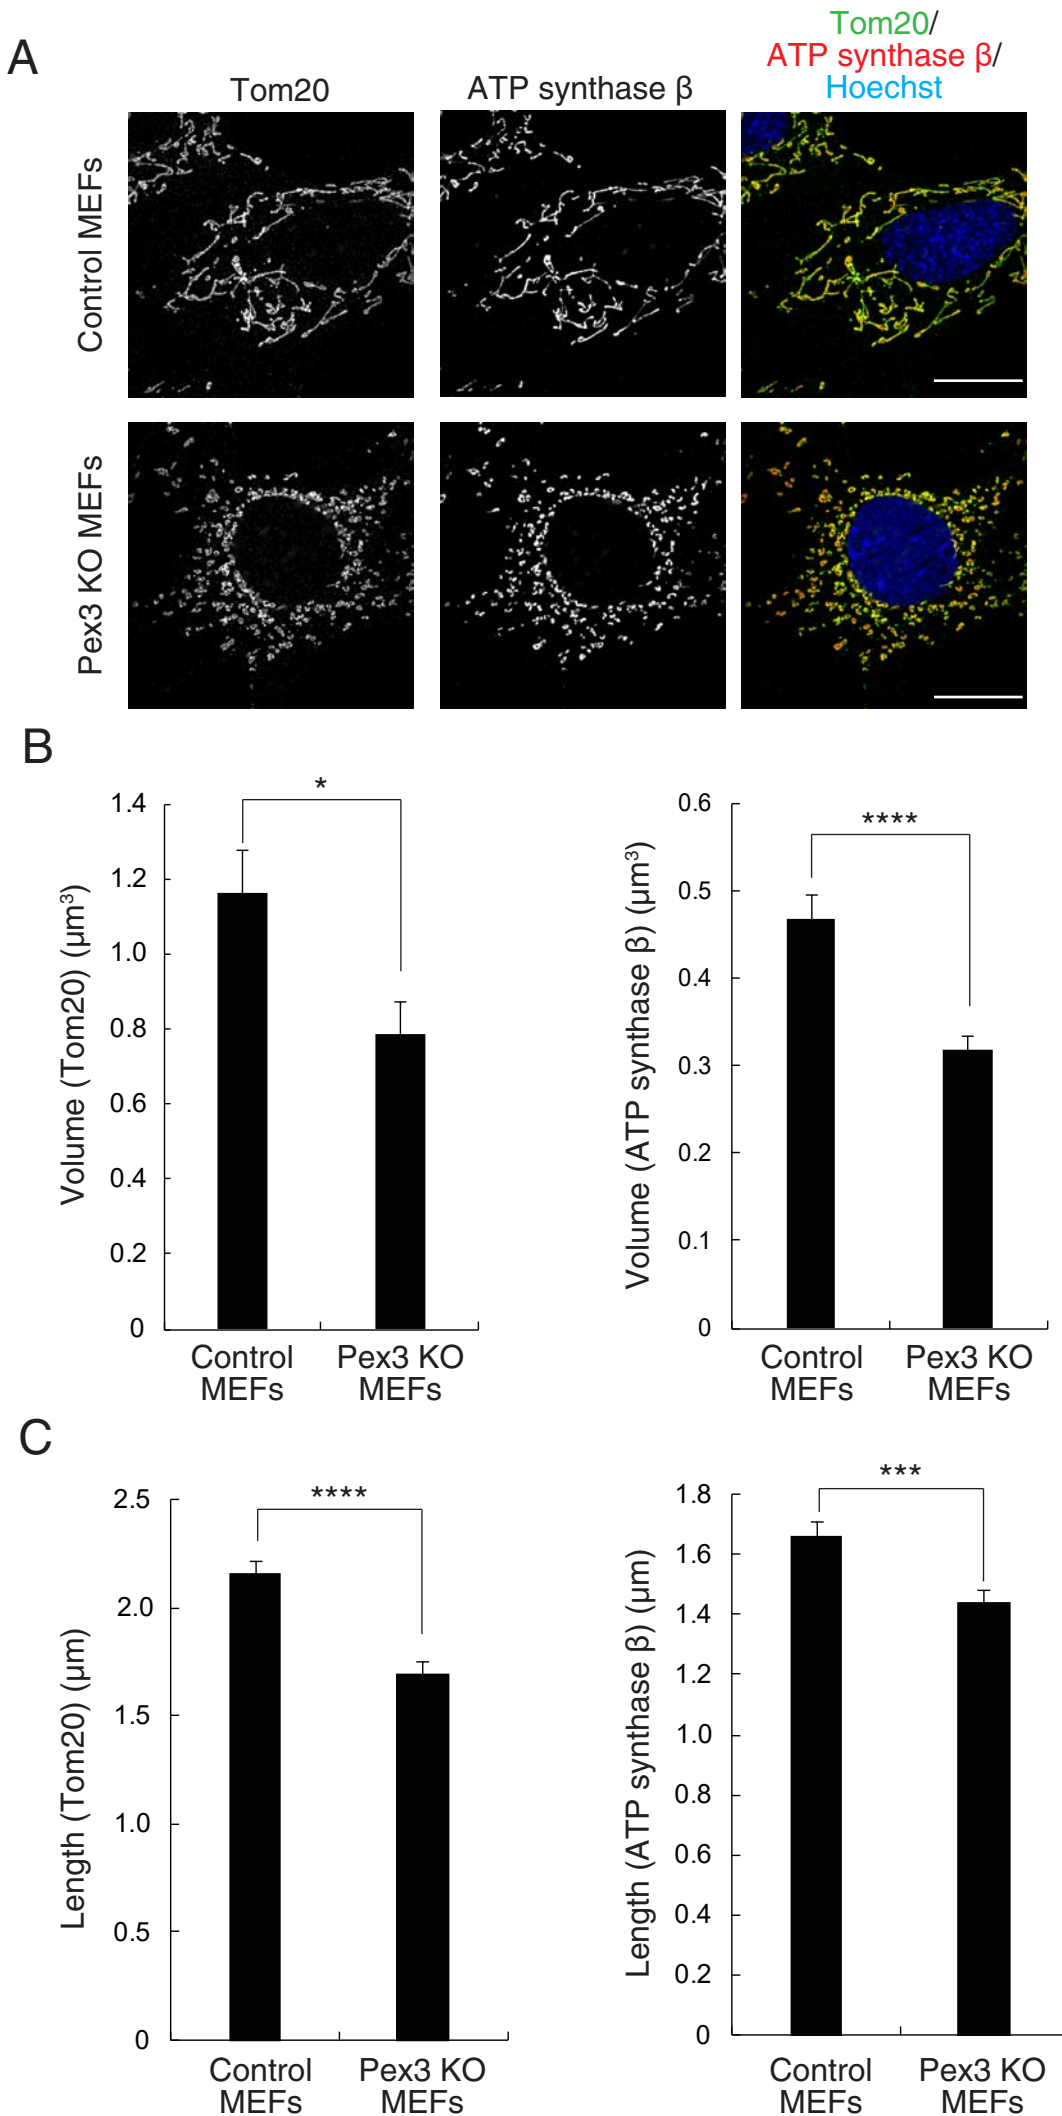 A
Tom20
ATP synthase β
Tom20/
ATP synthase β/
Hoechst
Control MEFs
Pex3 KO MEFs
B
Volume (Tom20) (µm³)
1.4
1.2
1.0
0.8
0.6
0.4
0.2
0
*
Control
MEFs
Pex3 KO
MEFs
Volume (ATP synthase β) (µm³)
0.6
0.5
0.4
0.3
0.2
0.1
0
****
Control
MEFs
Pex3 KO
MEFs
C
Length (Tom20) (µm)
2.5
2.0
1.5
1.0
0.5
0
****
Control
MEFs
Pex3 KO
MEFs
Length (ATP synthase β) (µm)
1.8
1.6
1.4
1.2
1.0
0.8
0.6
0.4
0.2
0
***
Control
MEFs
Pex3 KO
MEFs